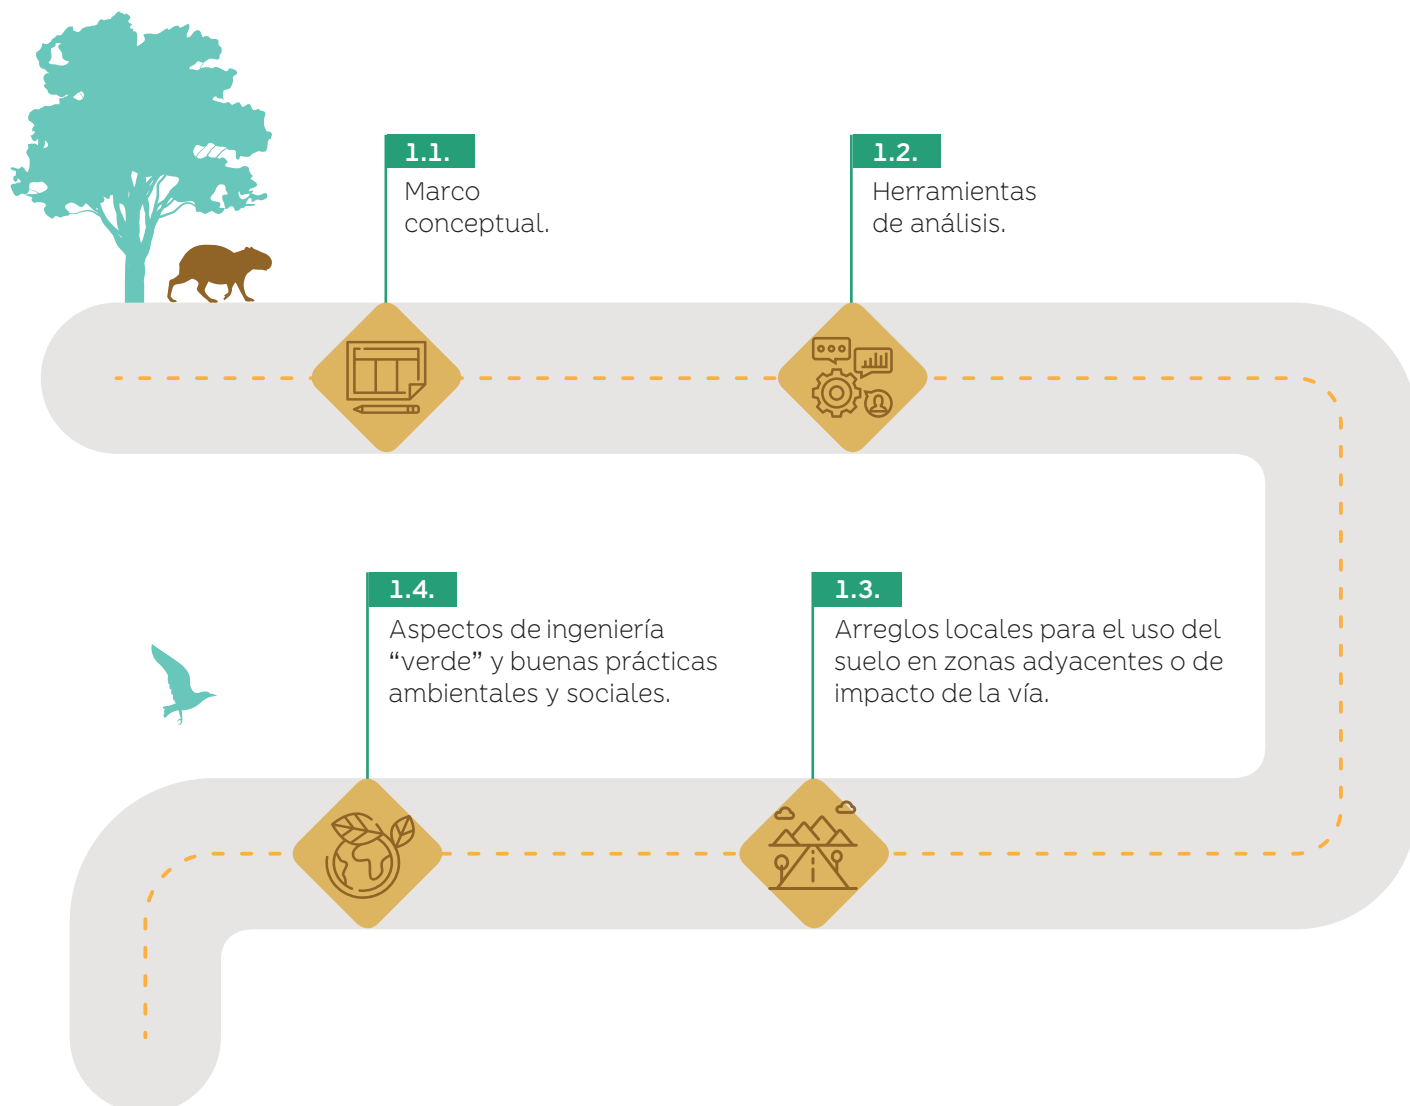 1.1.
Marco
conceptual.
1.2.
Herramientas
de análisis.
1.3.
Arreglos locales para el uso del
suelo en zonas adyacentes o de
impacto de la vía.
1.4.
Aspectos de ingeniería
“verde” y buenas prácticas
ambientales y sociales.